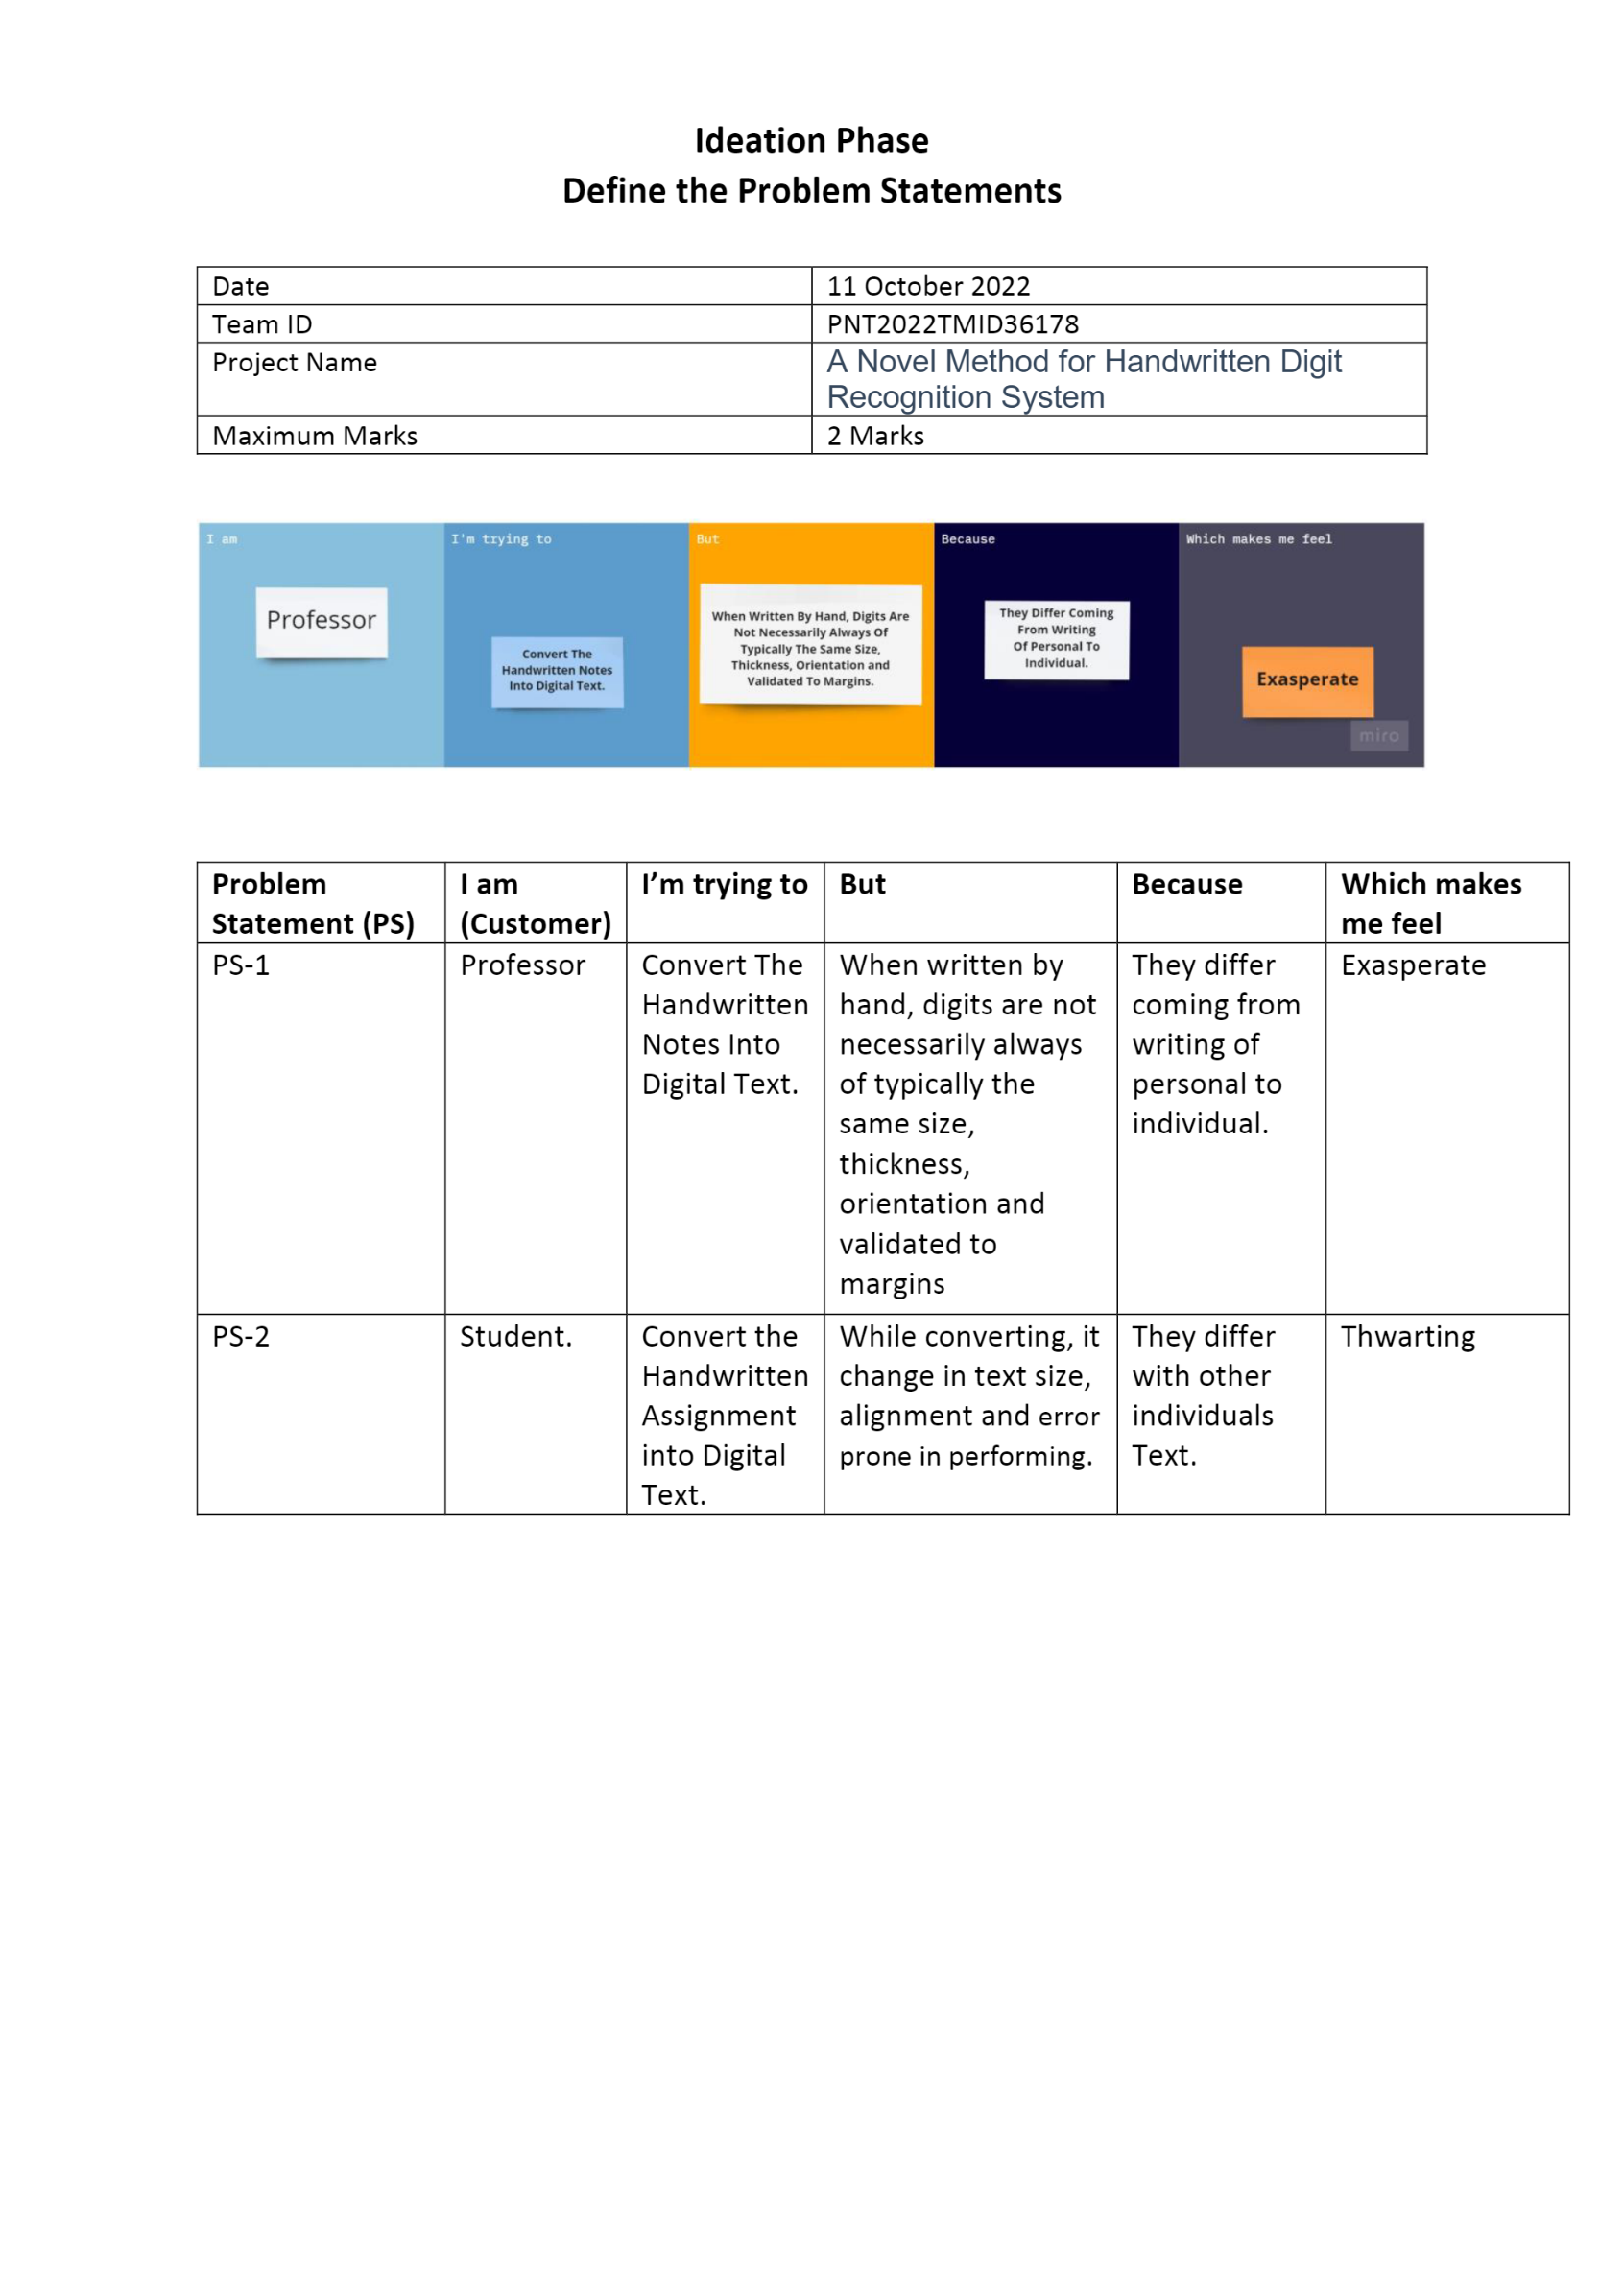 Ideation Phase
Define the Problem Statements
Date
11 October 2022
Team ID
PNT2022TMID36178
Project Name
A Novel Method for Handwritten Digit
Recognition System
Maximum Marks
2 Marks
I am
Professor
I'm trying to
Convert The
Handwritten Notes
Into Digital Text.
But
When Written By Hand, Digits Are
Not Necessarily Always Of
Typically The Same Size,
Thickness, Orientation and
Validated To Margins.
Because
They Differ Coming
From Writing
Of Personal To
Individual.
Which makes me feel
Exasperate
miro
Problem
Statement (PS)
I am
(Customer)
I’m trying to
But
Because
Which makes
me feel
PS-1
Professor
Convert The
Handwritten
Notes Into
Digital Text.
When written by
hand, digits are not
necessarily always
of typically the
same size,
thickness,
orientation and
validated to
margins
They differ
coming from
writing of
personal to
individual.
Exasperate
PS-2
Student.
Convert the
Handwritten
Assignment
into Digital
Text.
While converting, it
change in text size,
alignment and error
prone in performing.
They differ
with other
individuals
Text.
Thwarting